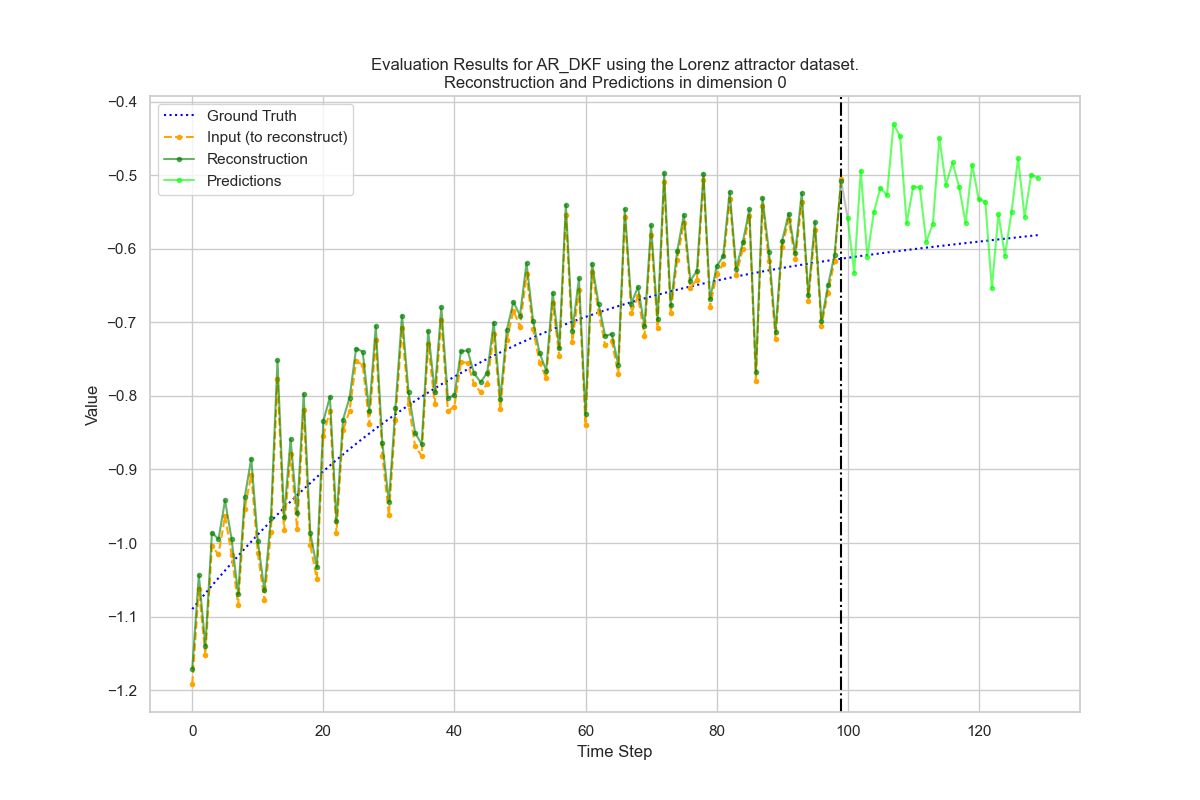 Evaluation Results for AR_DKF using the Lorenz attractor dataset.
Reconstruction and Predictions in dimension 0
Ground Truth
Input (to reconstruct)
Reconstruction
Predictions
−0.4
−0.5
−0.6
−0.7
−0.8
−0.9
−1.0
−1.1
−1.2
Value
0 20 40 60 80 100 120
Time Step